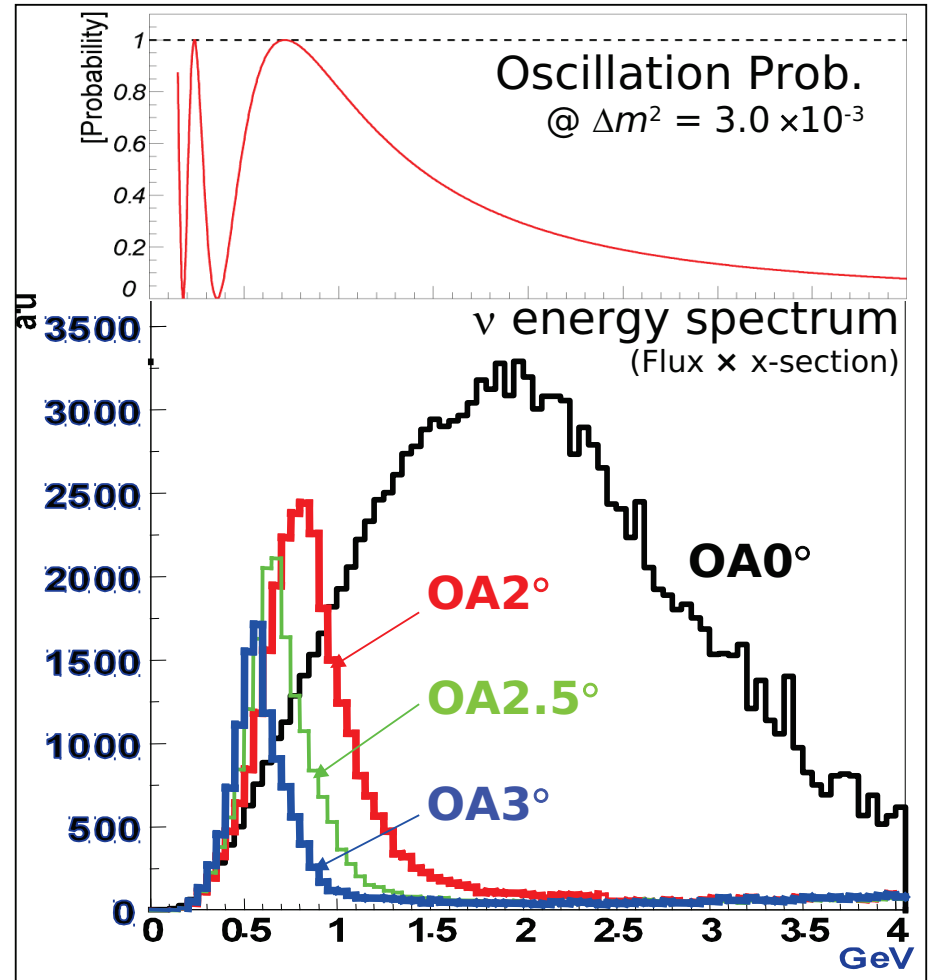 [Probability]
1
0.8
0.6
0.4
0.2
0
Oscillation Prob.
@ Δm² = 3.0 ×10⁻³
a.u
ν energy spectrum
(Flux × x-section)
3500
3000
2500
2000
1500
1000
500
0
OA0°
OA2°
OA2.5°
OA3°
0 0.5 1 1.5 2 2.5 3 3.5 4
GeV